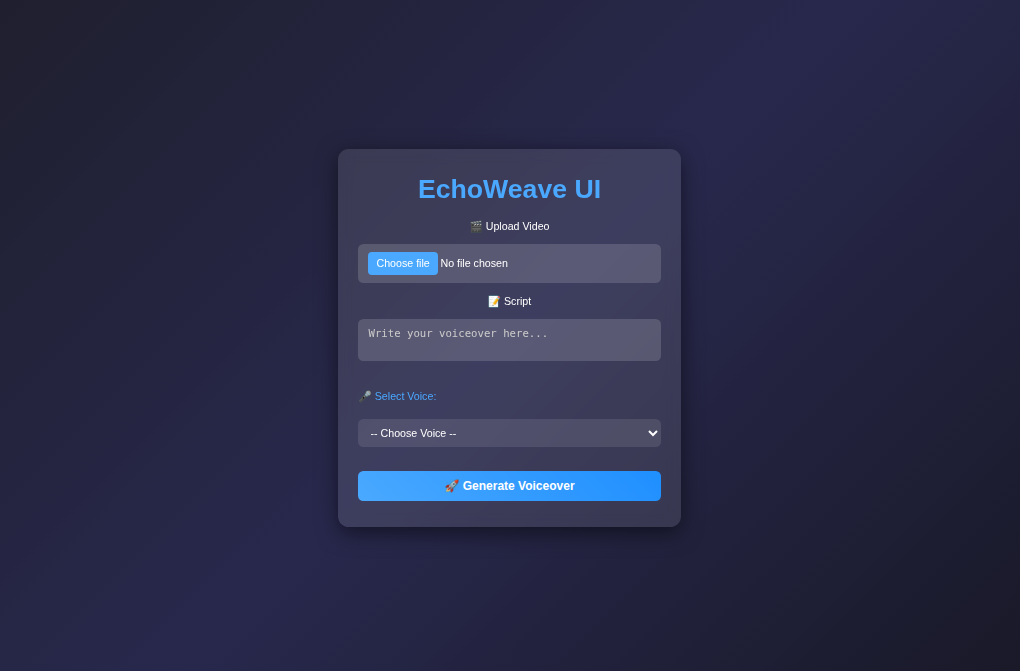 EchoWeave UI
🎬 Upload Video
Choose file No file chosen
📝 Script
Write your voiceover here...
🎤 Select Voice:
-- Choose Voice --
🚀 Generate Voiceover